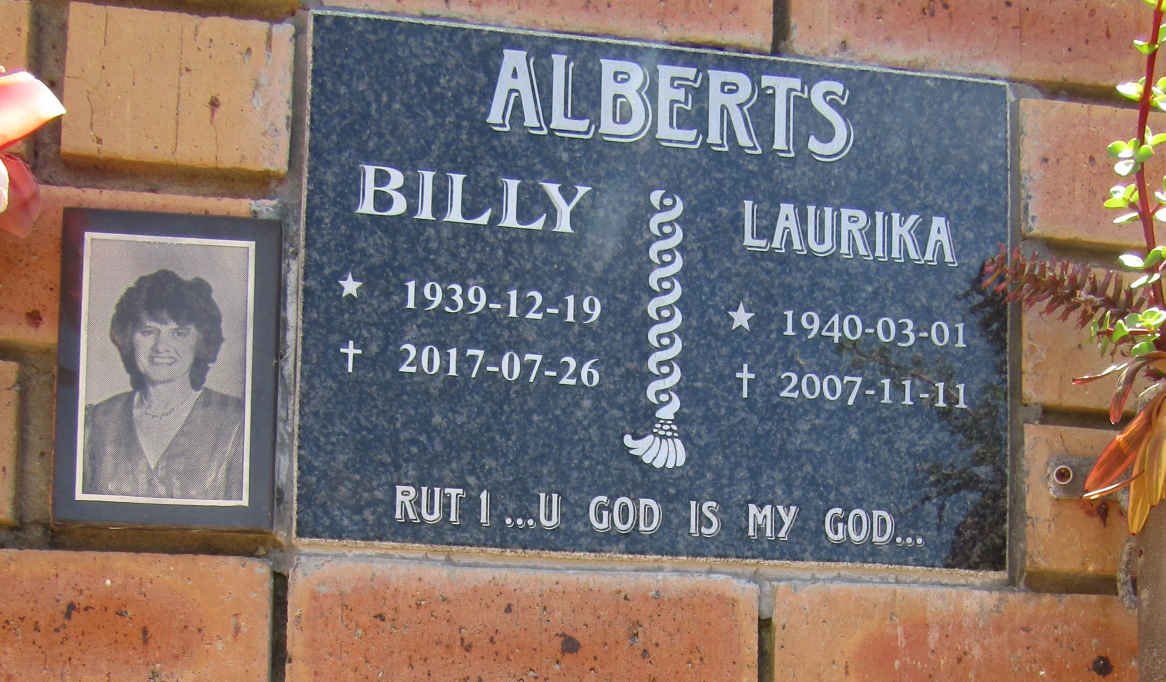 ALBERTS
BILLY
★ 1939-12-19
† 2017-07-26
LAURIKA
★ 1940-03-01
† 2007-11-11
RUT 1 ...U GOD IS MY GOD...